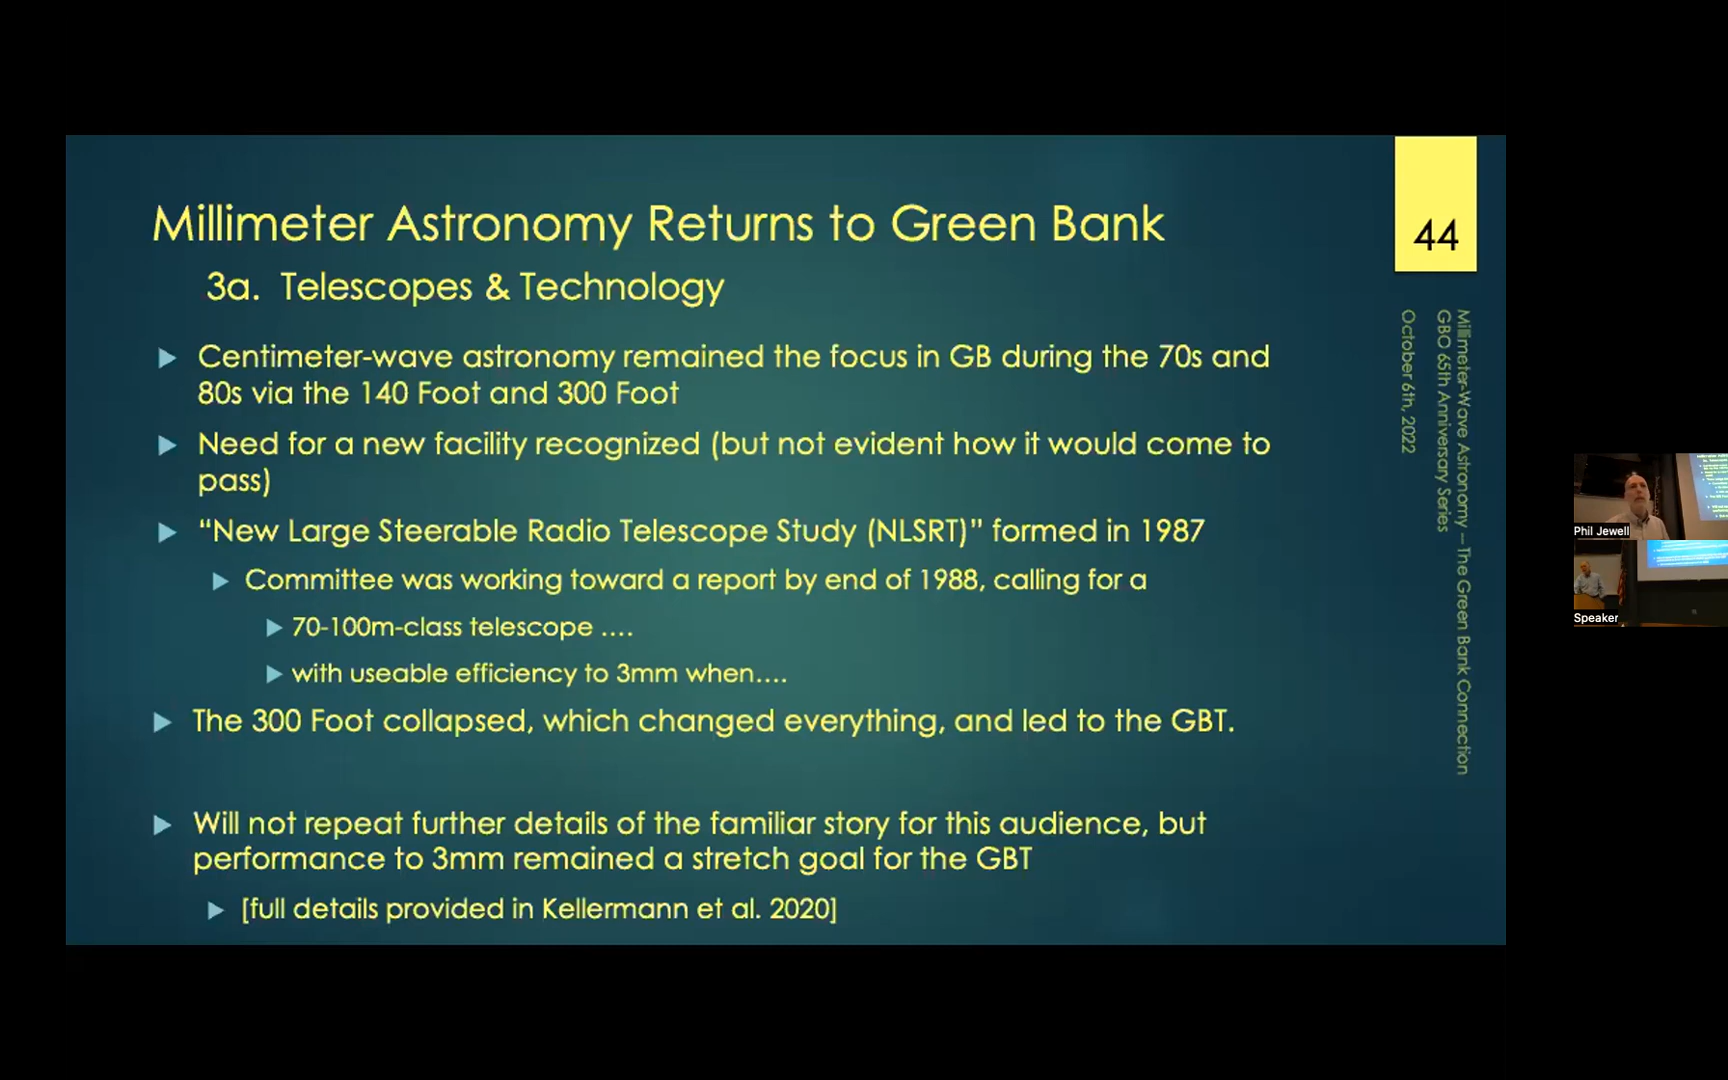 Millimeter Astronomy Returns to Green Bank
3a. Telescopes & Technology
Centimeter-wave astronomy remained the focus in GB during the 70s and
80s via the 140 Foot and 300 Foot
Need for a new facility recognized (but not evident how it would come to
pass)
“New Large Steerable Radio Telescope Study (NLSRT)” formed in 1987
Committee was working toward a report by end of 1988, calling for a
70-100m-class telescope ....
with useable efficiency to 3mm when....
The 300 Foot collapsed, which changed everything, and led to the GBT.
Will not repeat further details of the familiar story for this audience, but
performance to 3mm remained a stretch goal for the GBT
[full details provided in Kellermann et al. 2020]
44
Millimeter-Wave Astronomy – The Green Bank Connection
GBO 65th Anniversary Series
October 6th, 2022
Phil Jewell
Speaker